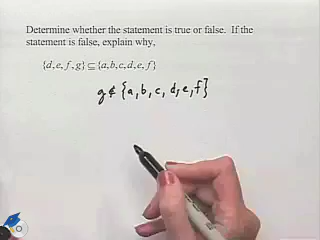 Determine whether the statement is true or false. If the
statement is false, explain why,
{d,e,f,g}⊆{a,b,c,d,e,f}
g∉{a,b,c,d,e,f}